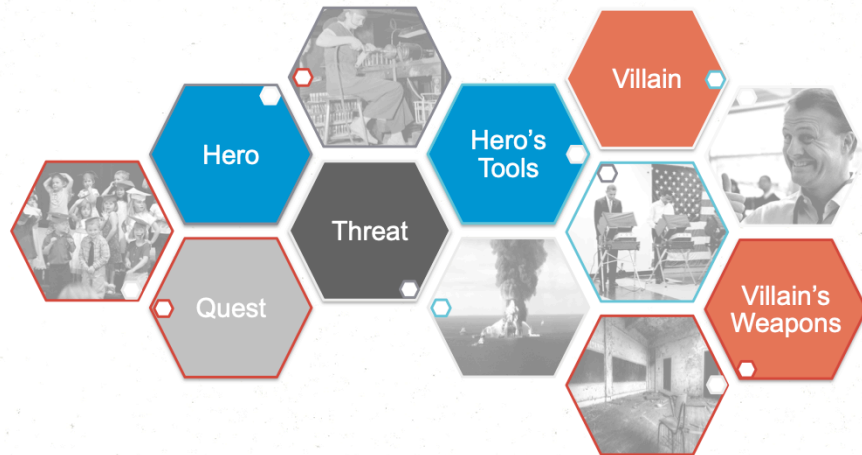 Villain
Hero
Hero's
Tools
Threat
Quest
Villain's
Weapons